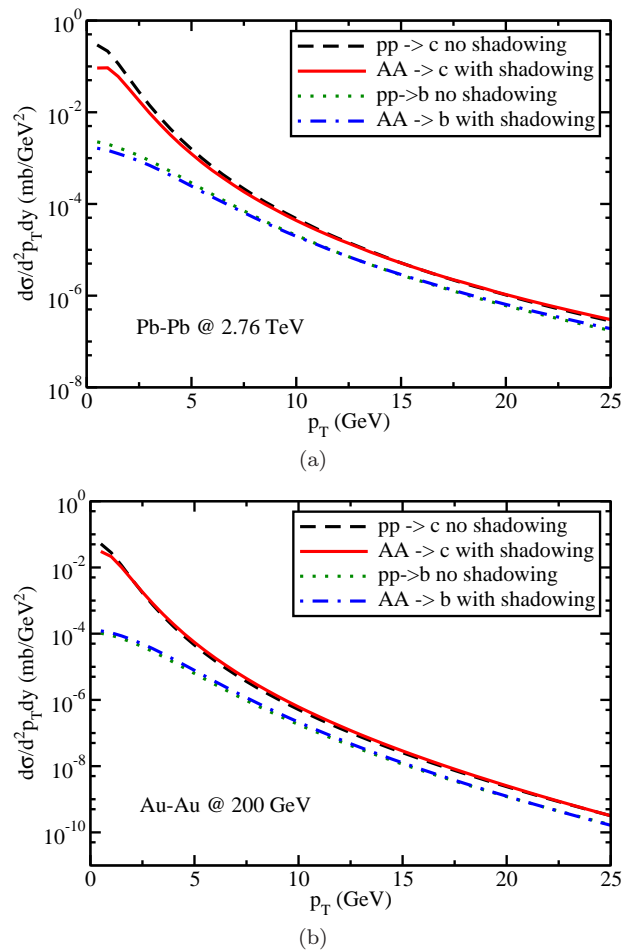 10^0
10^-2
10^-4
10^-6
10^-8
dσ/d²p_Tdy (mb/GeV²)
pp -> c no shadowing
AA -> c with shadowing
pp->b no shadowing
AA -> b with shadowing
Pb-Pb @ 2.76 TeV
0 5 10 15 20 25
p_T (GeV)
(a)
10^0
10^-2
10^-4
10^-6
10^-8
10^-10
dσ/d²p_Tdy (mb/GeV²)
pp -> c no shadowing
AA -> c with shadowing
pp->b no shadowing
AA -> b with shadowing
Au-Au @ 200 GeV
0 5 10 15 20 25
p_T (GeV)
(b)